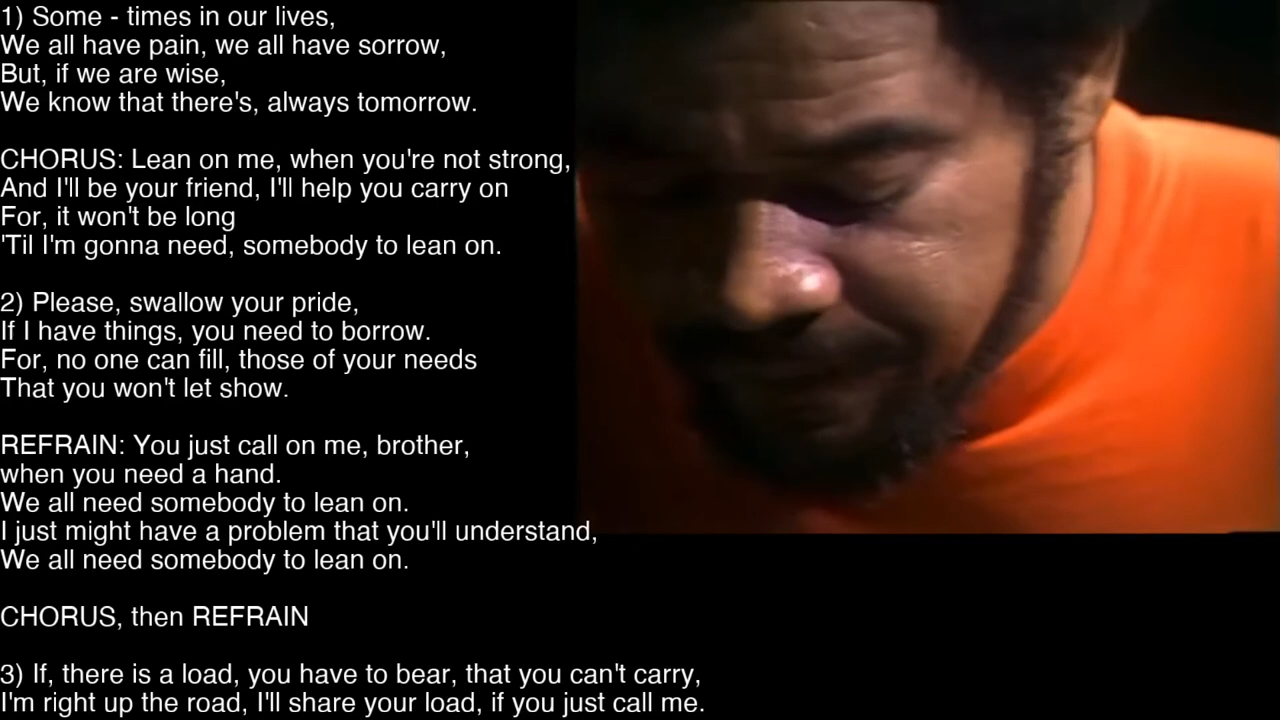 1) Some - times in our lives,
We all have pain, we all have sorrow,
But, if we are wise,
We know that there's, always tomorrow.
CHORUS: Lean on me, when you're not strong,
And I'll be your friend, I'll help you carry on
For, it won't be long
'Til I'm gonna need, somebody to lean on.
2) Please, swallow your pride,
If I have things, you need to borrow.
For, no one can fill, those of your needs
That you won't let show.
REFRAIN: You just call on me, brother,
when you need a hand.
We all need somebody to lean on.
I just might have a problem that you'll understand,
We all need somebody to lean on.
CHORUS, then REFRAIN
3) If, there is a load, you have to bear, that you can't carry,
I'm right up the road, I'll share your load, if you just call me.